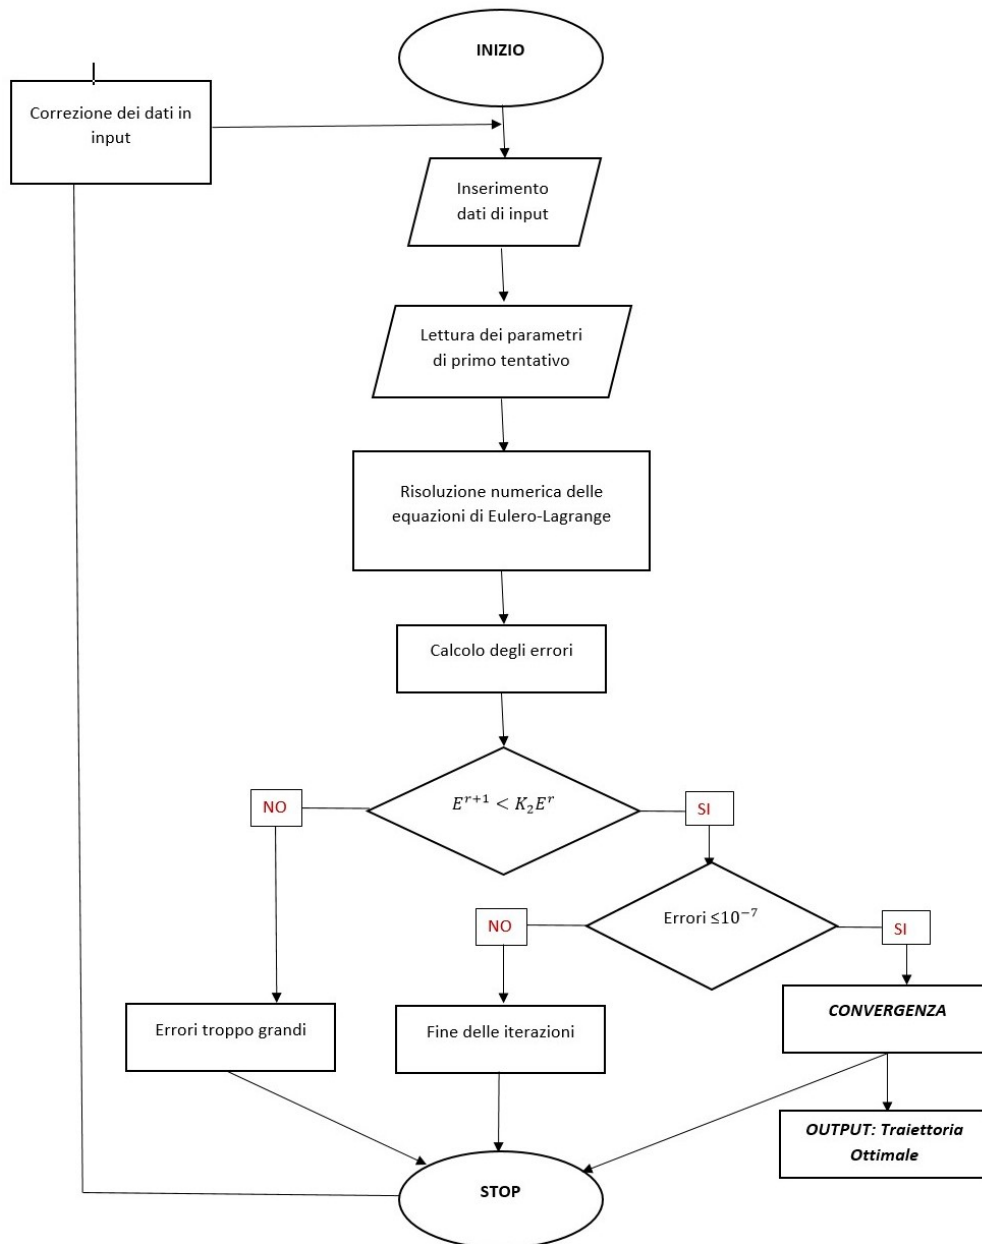 INIZIO
Correzione dei dati in
input
Inserimento
dati di input
Lettura dei parametri
di primo tentativo
Risoluzione numerica delle
equazioni di Eulero-Lagrange
Calcolo degli errori
NO
𝐸ʳ⁺¹ < 𝐾₂𝐸ʳ
SI
NO
Errori ≤10⁻⁷
SI
Errori troppo grandi
Fine delle iterazioni
CONVERGENZA
OUTPUT: Traiettoria
Ottimale
STOP